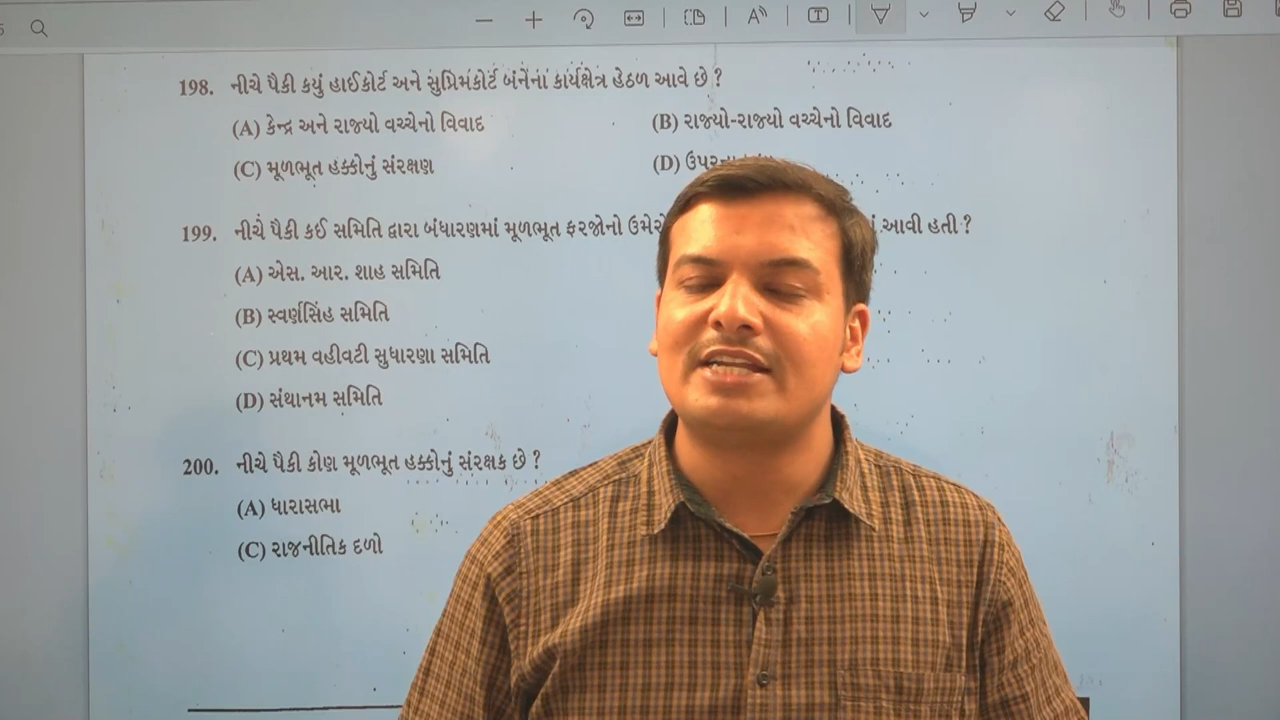 198. નીચે પૈકી કયું હાઈકોર્ટ અને સુપ્રિમકોર્ટ બંનેના કાર્યક્ષેત્ર હેઠળ આવે છે ?
(A) કેન્દ્ર અને રાજ્યો વચ્ચેનો વિવાદ (B) રાજ્યો-રાજ્યો વચ્ચેનો વિવાદ
(C) મૂળભૂત હક્કોનું સંરક્ષણ (D)
199. નીચે પૈકી કઈ સમિતિ દ્વારા બંધારણમાં મૂળભૂત ફરજોનો આવી હતી ?
(A) એસ. આર. શાહ સમિતિ
(B) સ્વર્ણસિંહ સમિતિ
(C) પ્રથમ વહીવટી સુધારણા સમિતિ
(D) સંથાનમ સમિતિ
200. નીચે પૈકી કોણ મૂળભૂત હક્કોનું સંરક્ષક છે ?
(A) ધારાસભા
(C) રાજનીતિક દળો